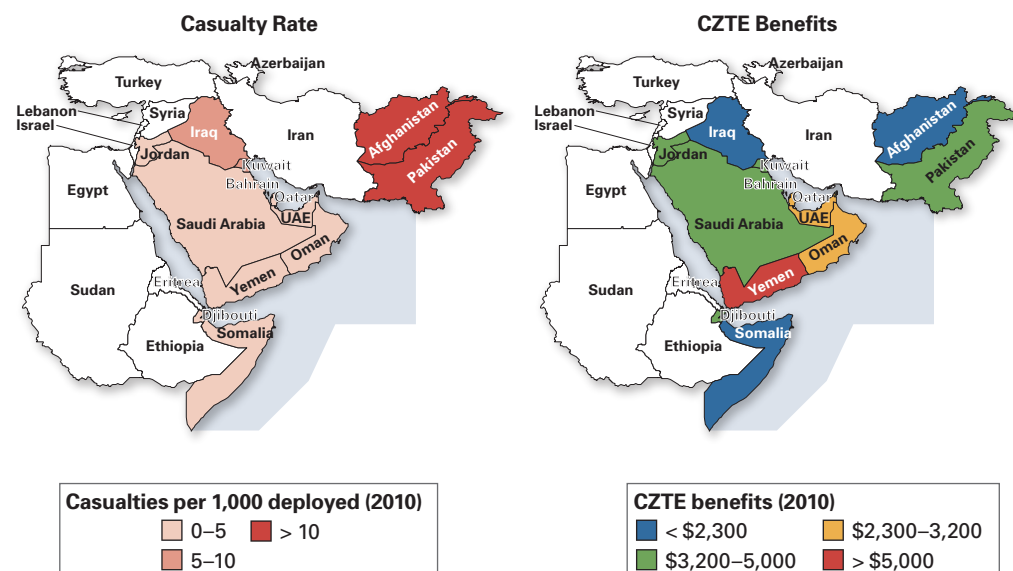 Casualty Rate
Azerbaijan
Turkey
Lebanon
Syria
Israel
Iraq
Iran
Afghanistan
Jordan
Pakistan
Kuwait
Egypt
Bahrain
Qatar
Saudi Arabia
UAE
Oman
Eritrea
Yemen
Sudan
Djibouti
Somalia
Ethiopia
Casualties per 1,000 deployed (2010)
0–5
> 10
5–10
CZTE Benefits
Azerbaijan
Turkey
Lebanon
Syria
Israel
Iraq
Iran
Afghanistan
Jordan
Pakistan
Kuwait
Egypt
Bahrain
Qatar
Saudi Arabia
UAE
Oman
Eritrea
Yemen
Sudan
Djibouti
Somalia
Ethiopia
CZTE benefits (2010)
< $2,300
$2,300–3,200
$3,200–5,000
> $5,000